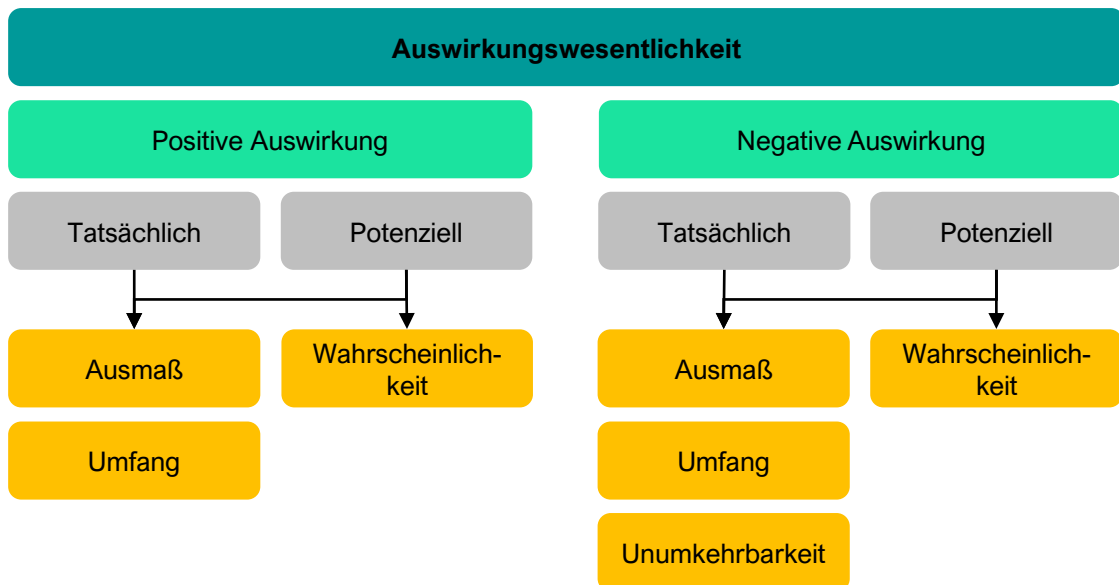 Auswirkungswesentlichkeit
Positive Auswirkung
Negative Auswirkung
Tatsächlich
Potenziell
Tatsächlich
Potenziell
Ausmaß
Wahrscheinlich-
keit
Ausmaß
Wahrscheinlich-
keit
Umfang
Umfang
Unumkehrbarkeit